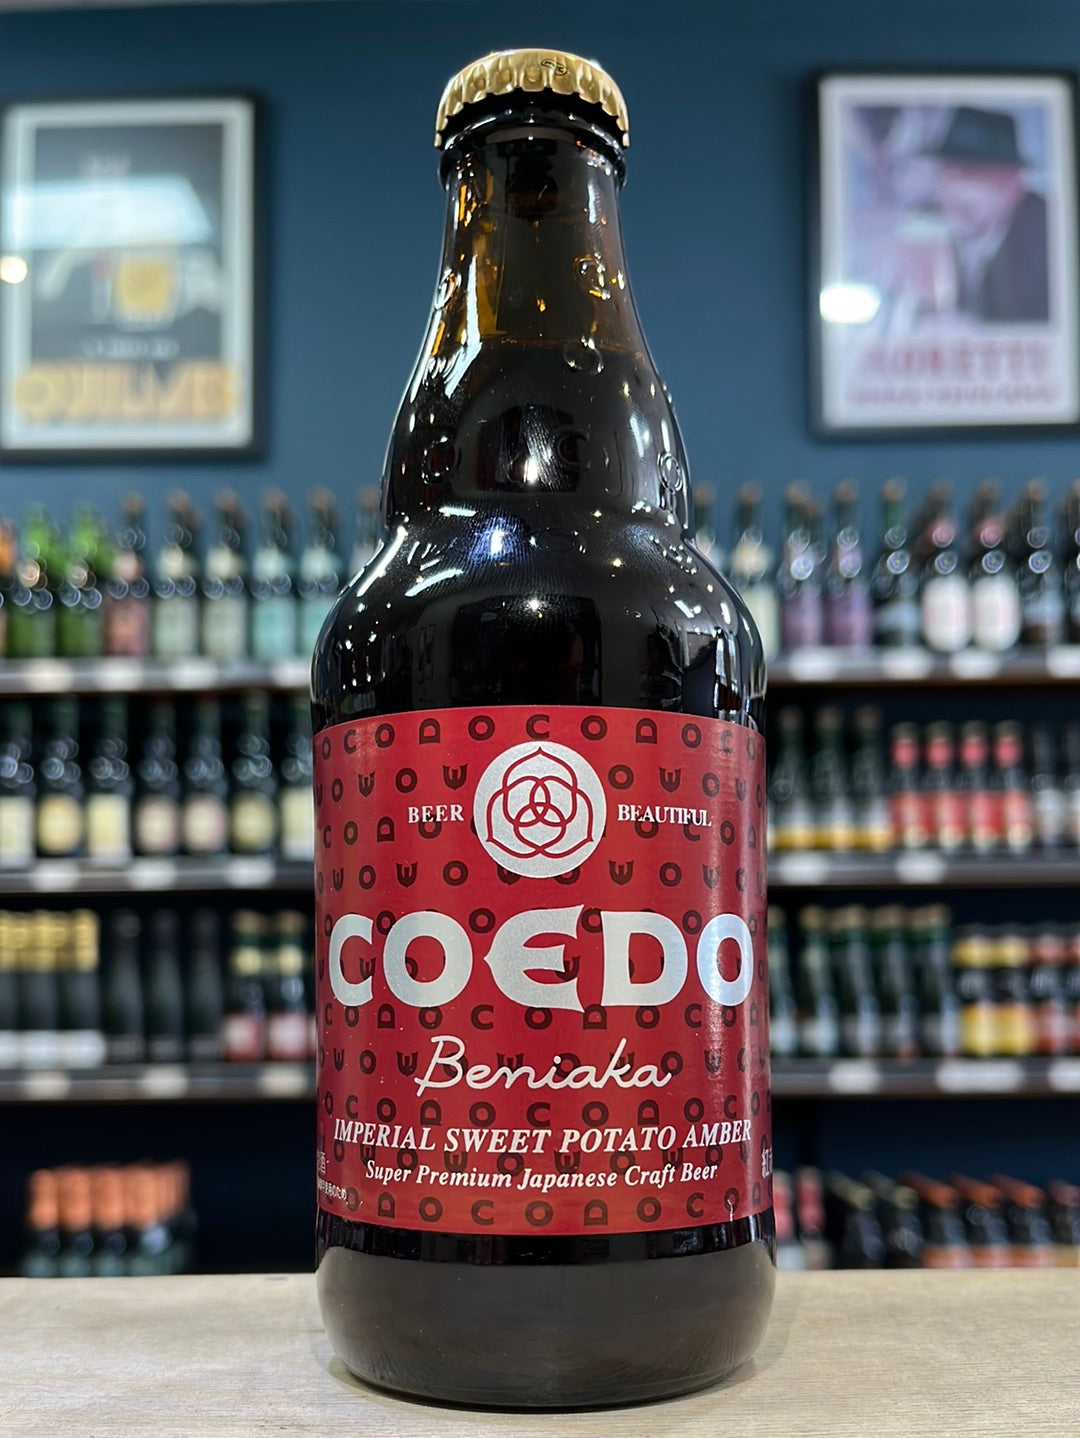 BEER BEAUTIFUL
COEDO
Beniaka
IMPERIAL SWEET POTATO AMBER
Super Premium Japanese Craft Beer